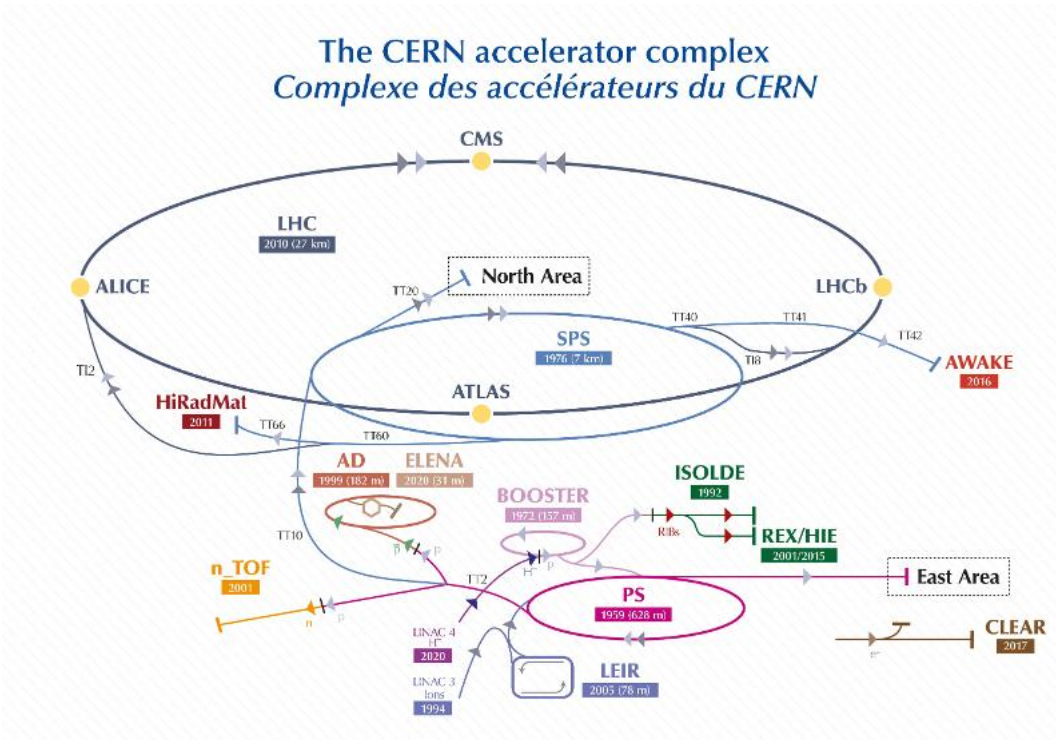 The CERN accelerator complex
Complexe des accélérateurs du CERN
CMS
LHC
2010 (27 km)
North Area
ALICE
LHCb
TT20
TT40
TT41
SPS
1976 (7 km)
TT42
TI8
TI2
AWAKE
2016
ATLAS
HiRadMat
2011
TT66
TT60
AD
1999 (182 m)
ELENA
2020 (31 m)
ISOLDE
1992
BOOSTER
1972 (157 m)
RIBs
REX/HIE
2001/2015
TT10
p
p
H-
p
n_TOF
2001
TT2
East Area
PS
1959 (628 m)
n
p
LINAC 4
H-
2020
CLEAR
2017
LINAC 3
Ions
1994
LEIR
2005 (78 m)